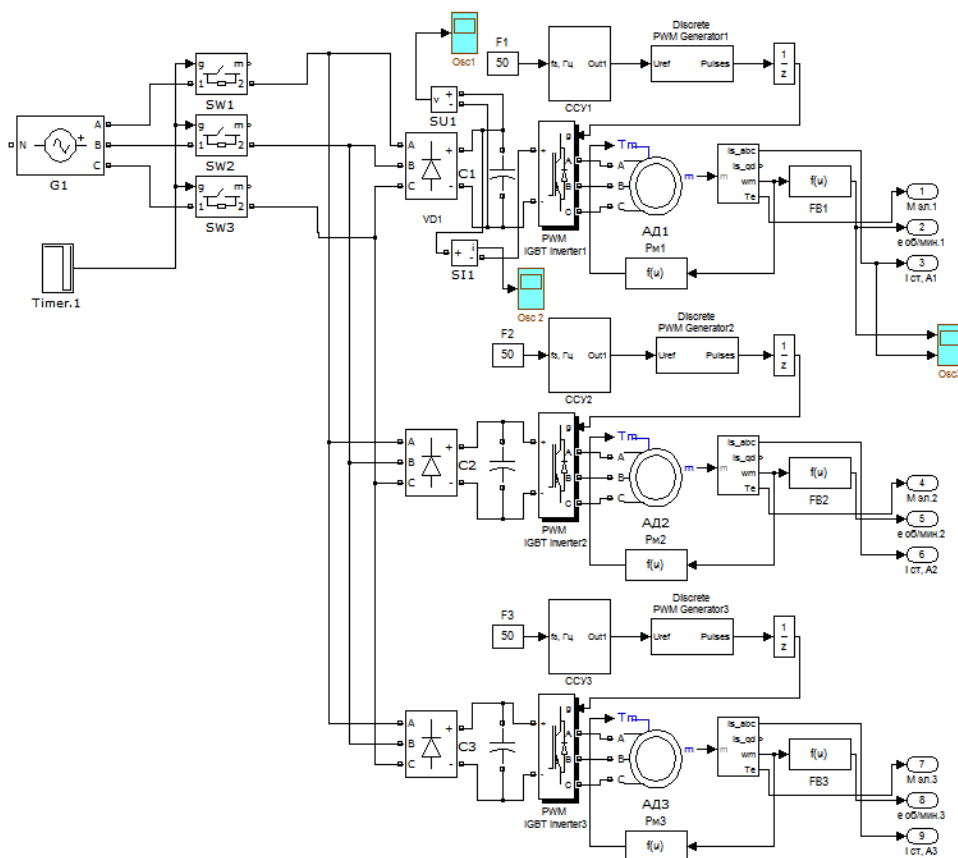 Osc1
F1
50
fs, Гц Out1
ССУ1
Discrete
PWM Generator1
Uref Pulses
1
z
g m
1 2
SW1
g m
1 2
SW2
g m
1 2
SW3
N
A
B
C
G1
Timer.1
v + -
SU1
A
B
C
+
-
VD1
C1
+ i -
SI1
Osc 2
g
+
-
A
B
C
PWM
IGBT Inverter1
Tm
A
B
C
m
АД1
Рм1
f(u)
m
Is_abc
Is_qd
wm
Te
f(u)
FB1
1
М эл.1
2
е об/мин.1
3
I ст, А1
F2
50
fs, Гц Out1
ССУ2
Discrete
PWM Generator2
Uref Pulses
1
z
A
B
C
+
-
C2
g
+
-
A
B
C
PWM
IGBT Inverter2
Tm
A
B
C
m
АД2
Рм2
f(u)
m
Is_abc
Is_qd
wm
Te
f(u)
FB2
4
М эл.2
5
е об/мин.2
6
I ст, А2
F3
50
fs, Гц Out1
ССУ3
Discrete
PWM Generator3
Uref Pulses
1
z
A
B
C
+
-
C3
g
+
-
A
B
C
PWM
IGBT Inverter3
Tm
A
B
C
m
АД3
Рм3
f(u)
m
Is_abc
Is_qd
wm
Te
f(u)
FB3
7
М эл.3
8
е об/мин.3
9
I ст, А3